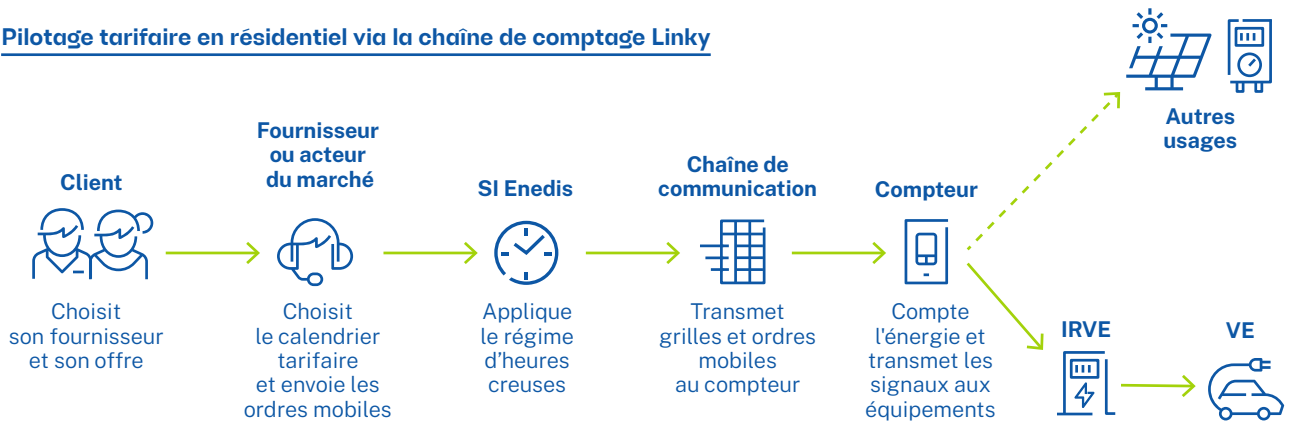 Pilotage tarifaire en résidentiel via la chaîne de comptage Linky
Client
Choisit
son fournisseur
et son offre
Fournisseur
ou acteur
du marché
Choisit
le calendrier
tarifaire
et envoie les
ordres mobiles
SI Enedis
Applique
le régime
d’heures
creuses
Chaîne de
communication
Transmet
grilles et ordres
mobiles
au compteur
Compteur
Compte
l'énergie et
transmet les
signaux aux
équipements
Autres
usages
IRVE
VE